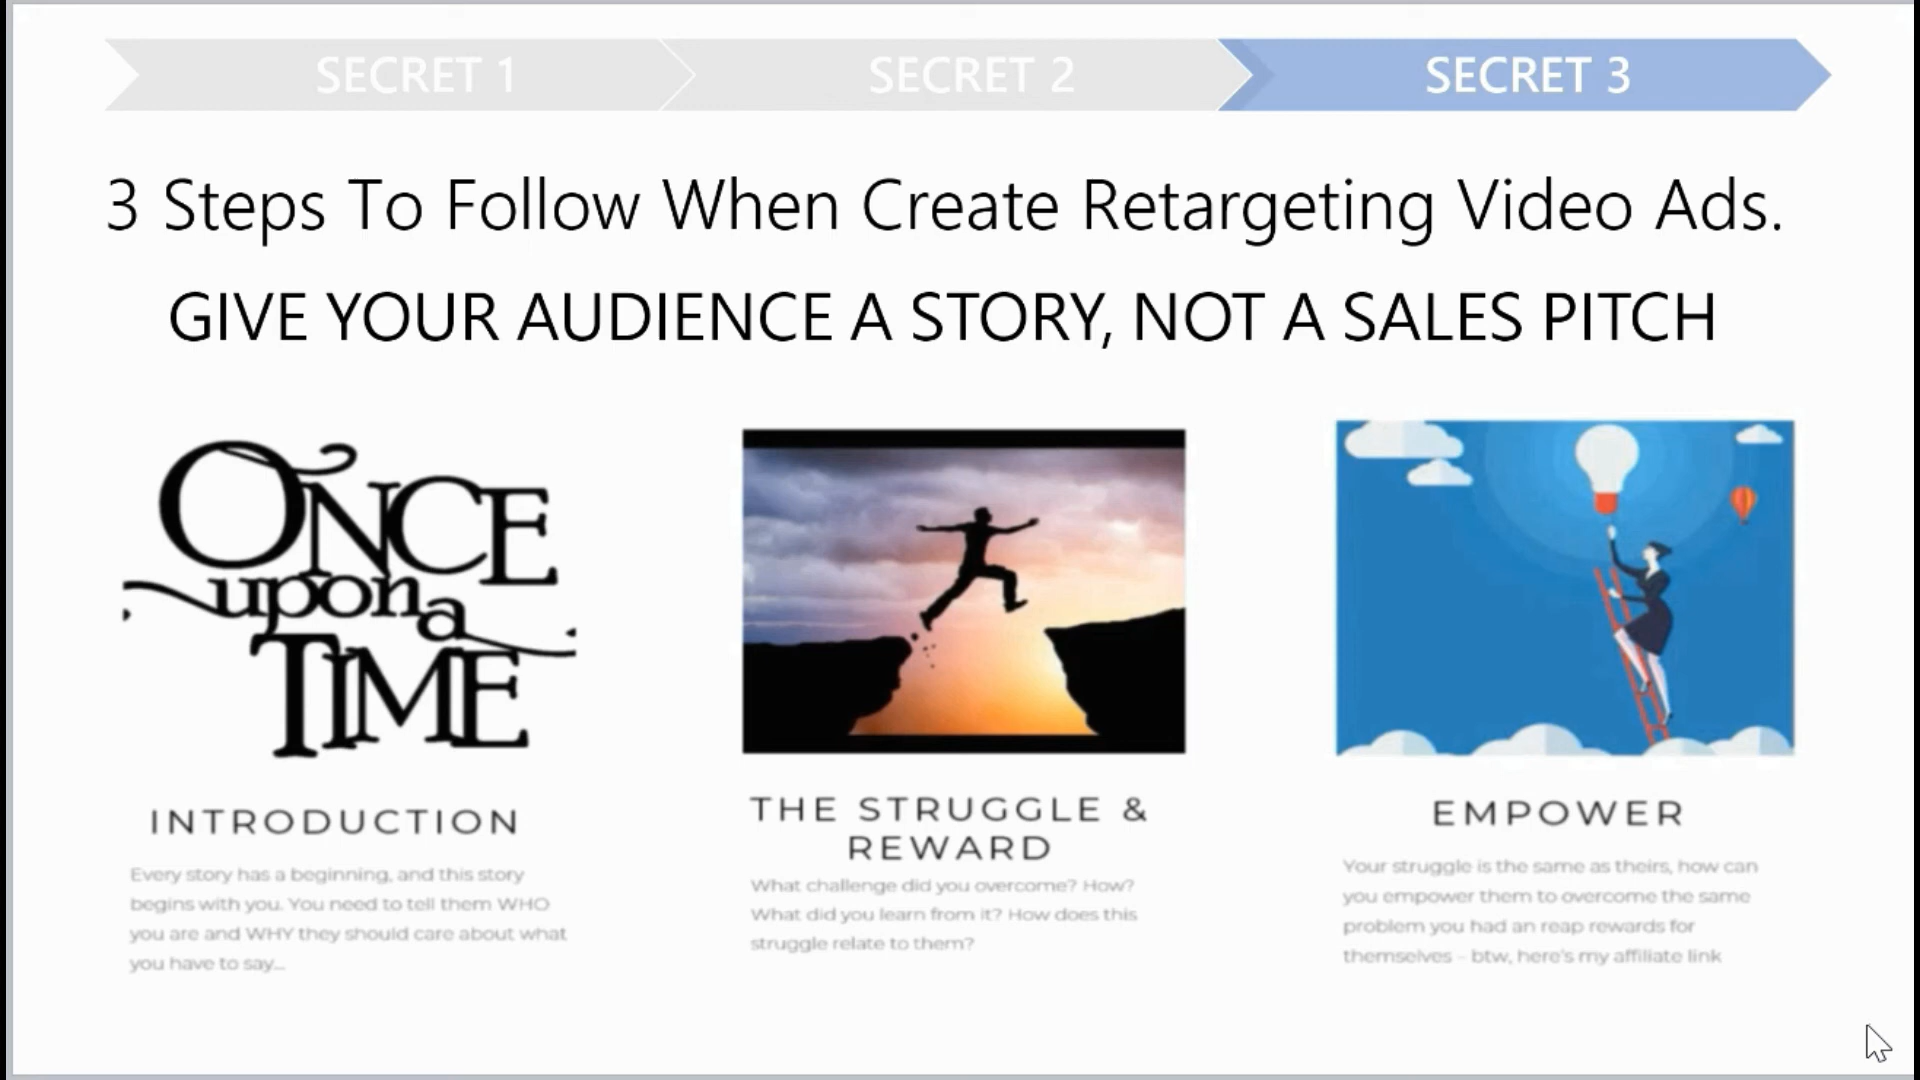 SECRET 1
SECRET 2
SECRET 3
3 Steps To Follow When Create Retargeting Video Ads.
GIVE YOUR AUDIENCE A STORY, NOT A SALES PITCH
ONCE
upon a
TIME
INTRODUCTION
Every story has a beginning, and this story
begins with you. You need to tell them WHO
you are and WHY they should care about what
you have to say...
THE STRUGGLE &
REWARD
What challenge did you overcome? How?
What did you learn from it? How does this
struggle relate to them?
EMPOWER
Your struggle is the same as theirs, how can
you empower them to overcome the same
problem you had an reap rewards for
themselves - btw, here's my affiliate link